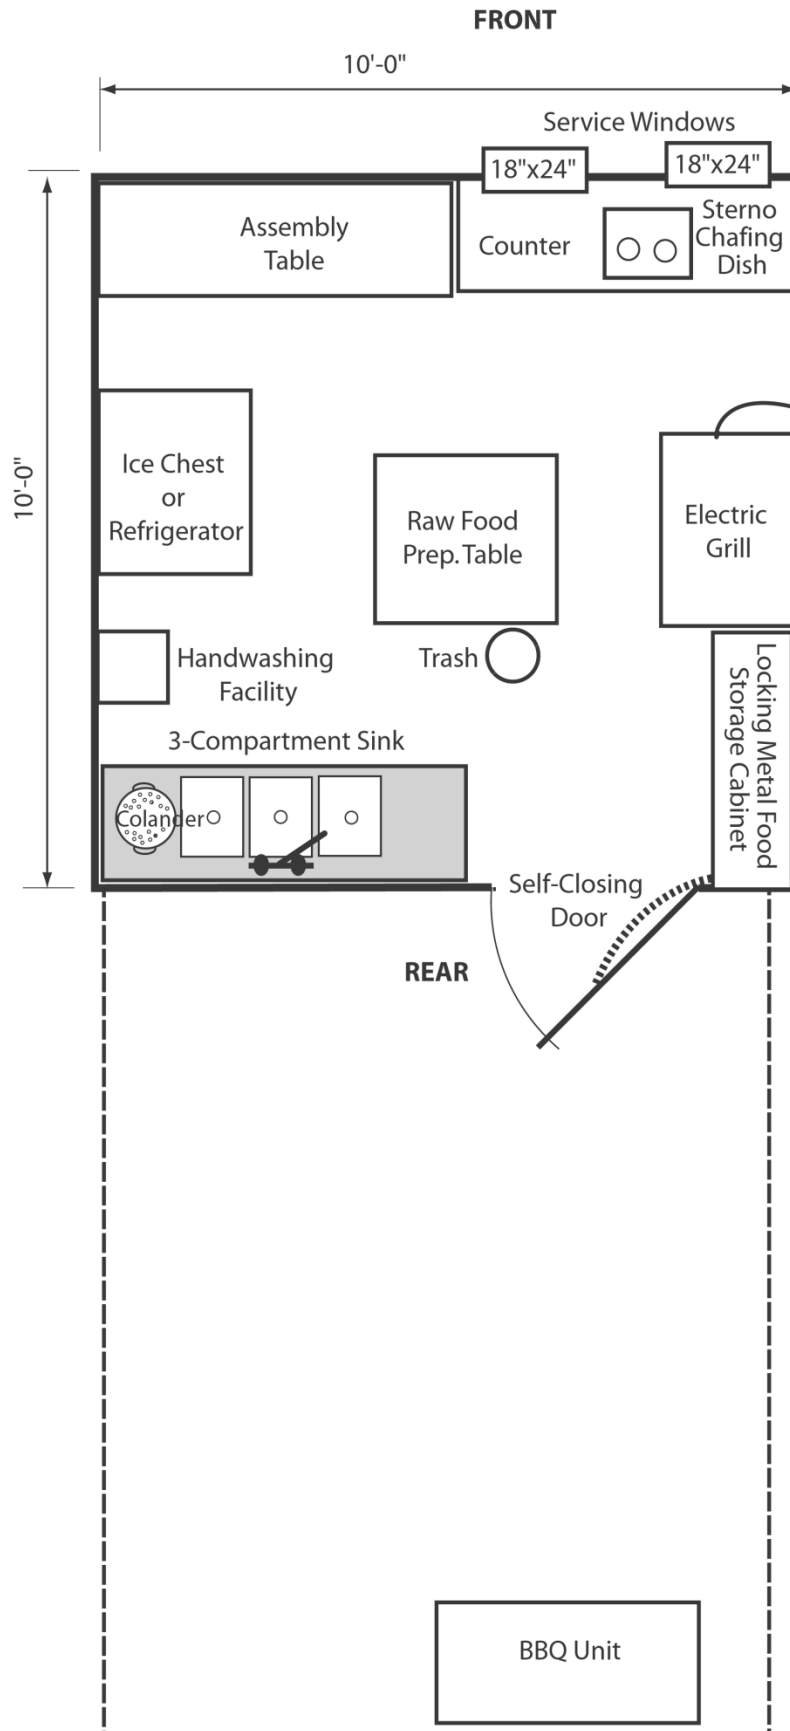 FRONT
10'-0"
Service Windows
18"x24"
18"x24"
Assembly
Table
Counter
Sterno
Chafing
Dish
10'-0"
Ice Chest
or
Refrigerator
Raw Food
Prep. Table
Electric
Grill
Handwashing
Facility
Trash
Locking Metal Food
Storage Cabinet
3-Compartment Sink
Colander
Self-Closing
Door
REAR
BBQ Unit